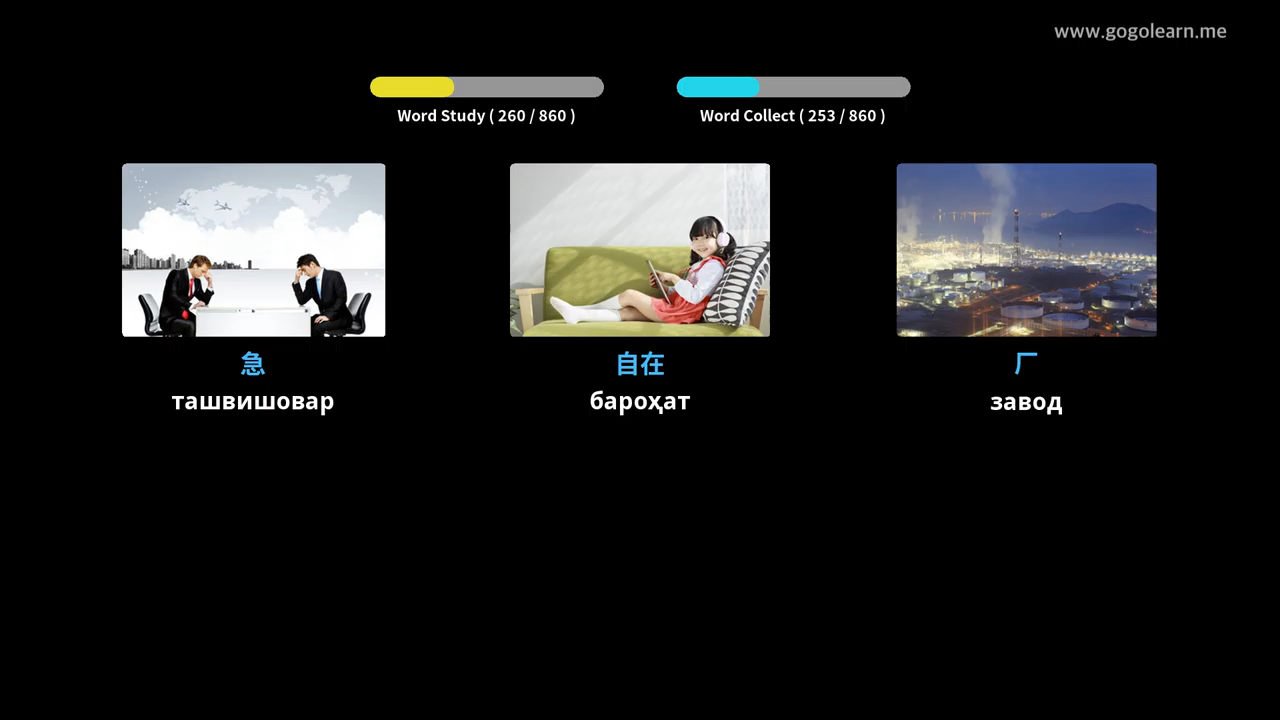 www.gogolearn.me
Word Study ( 260 / 860 )
Word Collect ( 253 / 860 )
急
ташвишовар
自在
бароҳат
厂
завод